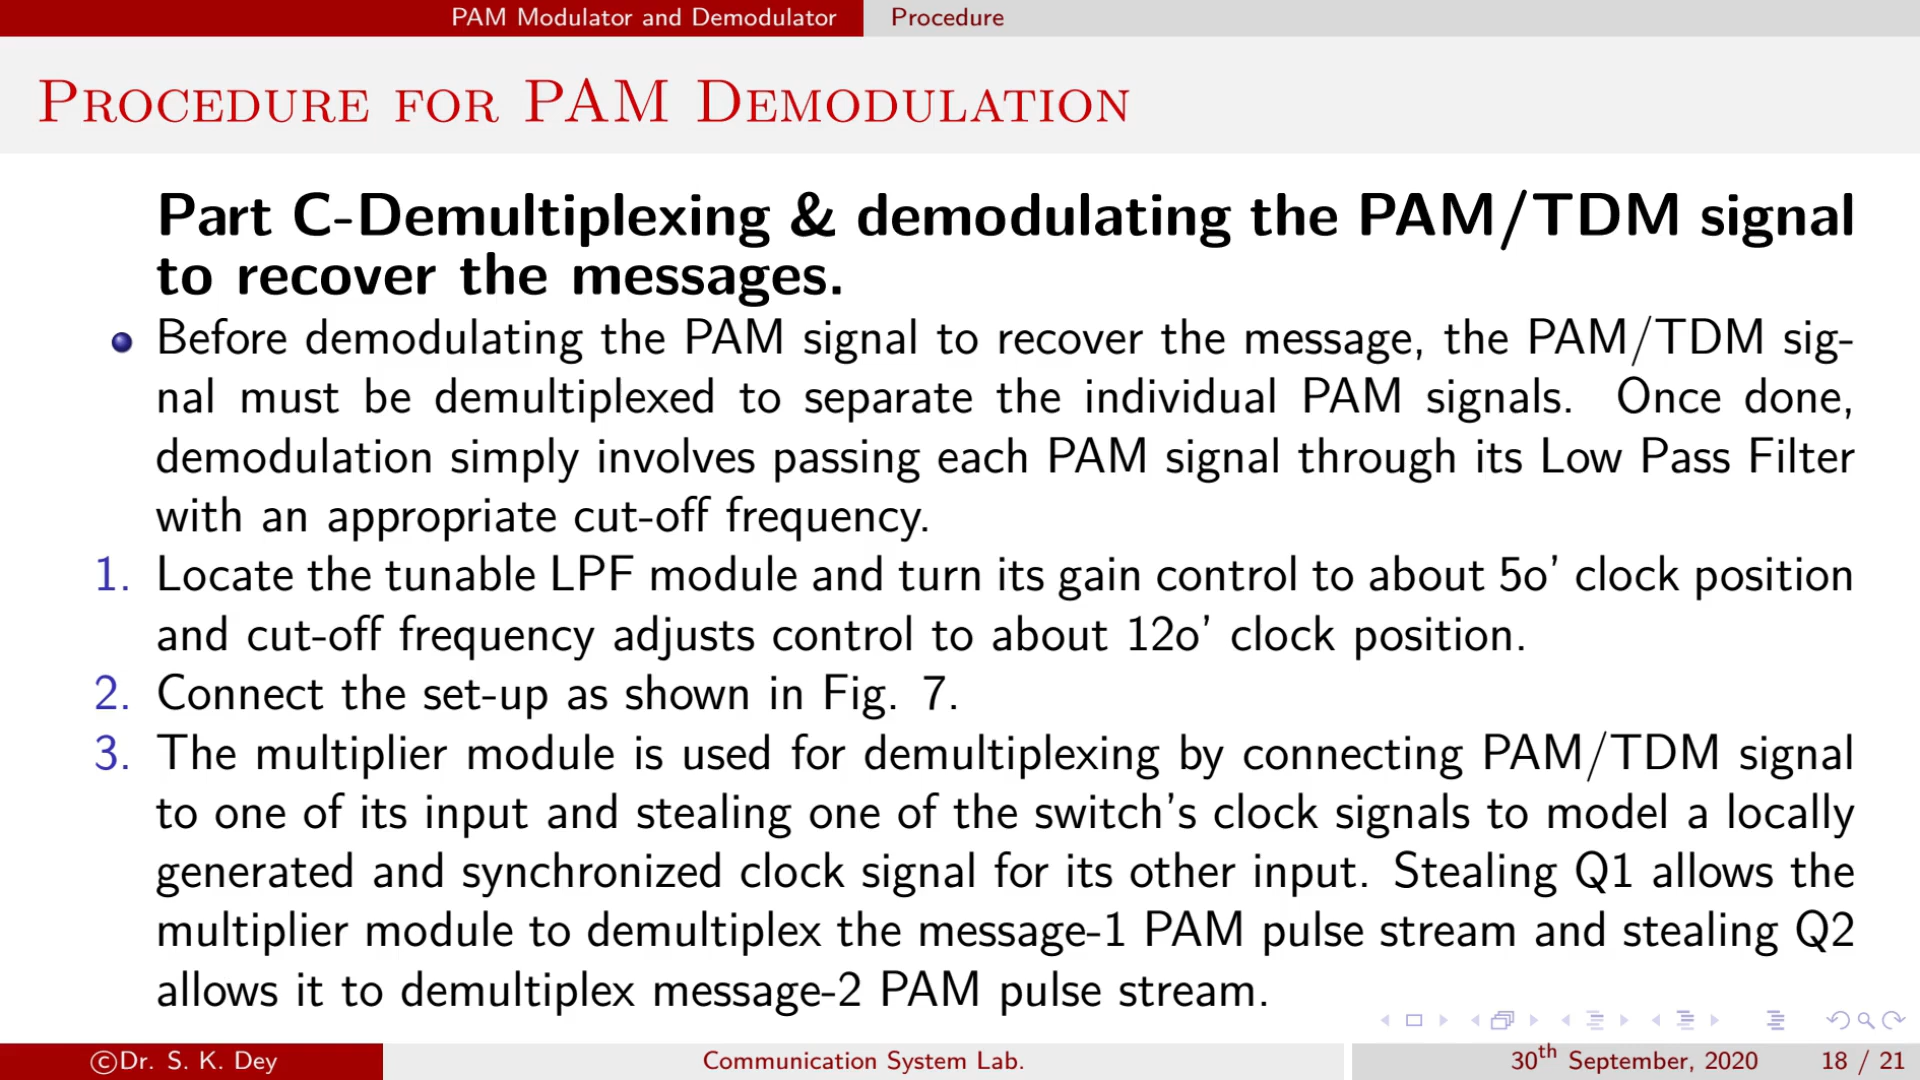 PAM Modulator and Demodulator Procedure
PROCEDURE FOR PAM DEMODULATION
Part C-Demultiplexing & demodulating the PAM/TDM signal
to recover the messages.
Before demodulating the PAM signal to recover the message, the PAM/TDM sig-
nal must be demultiplexed to separate the individual PAM signals. Once done,
demodulation simply involves passing each PAM signal through its Low Pass Filter
with an appropriate cut-off frequency.
1. Locate the tunable LPF module and turn its gain control to about 5o' clock position
and cut-off frequency adjusts control to about 12o' clock position.
2. Connect the set-up as shown in Fig. 7.
3. The multiplier module is used for demultiplexing by connecting PAM/TDM signal
to one of its input and stealing one of the switch's clock signals to model a locally
generated and synchronized clock signal for its other input. Stealing Q1 allows the
multiplier module to demultiplex the message-1 PAM pulse stream and stealing Q2
allows it to demultiplex message-2 PAM pulse stream.
©Dr. S. K. Dey Communication System Lab. 30th September, 2020 18 / 21